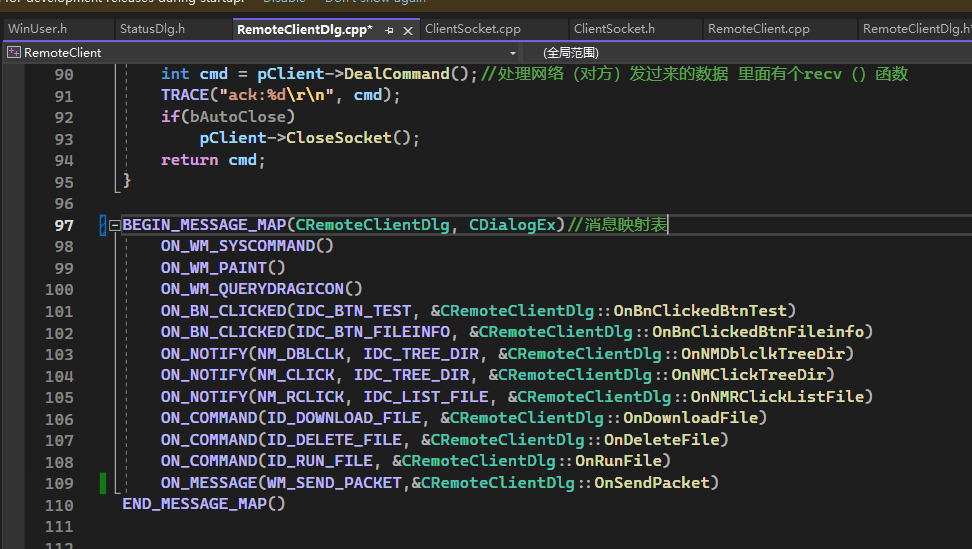 for development releases during startup. Disable Don't show again
WinUser.h StatusDlg.h RemoteClientDlg.cpp* ClientSocket.cpp ClientSocket.h RemoteClient.cpp RemoteClientDlg.h*
RemoteClient (全局范围)
90 int cmd = pClient->DealCommand();//处理网络（对方）发过来的数据 里面有个recv（）函数
91 TRACE("ack:%d\r\n", cmd);
92 if(bAutoClose)
93 pClient->CloseSocket();
94 return cmd;
95 }
96
97 BEGIN_MESSAGE_MAP(CRemoteClientDlg, CDialogEx)//消息映射表
98 ON_WM_SYSCOMMAND()
99 ON_WM_PAINT()
100 ON_WM_QUERYDRAGICON()
101 ON_BN_CLICKED(IDC_BTN_TEST, &CRemoteClientDlg::OnBnClickedBtnTest)
102 ON_BN_CLICKED(IDC_BTN_FILEINFO, &CRemoteClientDlg::OnBnClickedBtnFileinfo)
103 ON_NOTIFY(NM_DBLCLK, IDC_TREE_DIR, &CRemoteClientDlg::OnNMDblclkTreeDir)
104 ON_NOTIFY(NM_CLICK, IDC_TREE_DIR, &CRemoteClientDlg::OnNMClickTreeDir)
105 ON_NOTIFY(NM_RCLICK, IDC_LIST_FILE, &CRemoteClientDlg::OnNMRClickListFile)
106 ON_COMMAND(ID_DOWNLOAD_FILE, &CRemoteClientDlg::OnDownloadFile)
107 ON_COMMAND(ID_DELETE_FILE, &CRemoteClientDlg::OnDeleteFile)
108 ON_COMMAND(ID_RUN_FILE, &CRemoteClientDlg::OnRunFile)
109 ON_MESSAGE(WM_SEND_PACKET,&CRemoteClientDlg::OnSendPacket)
110 END_MESSAGE_MAP()
111
112